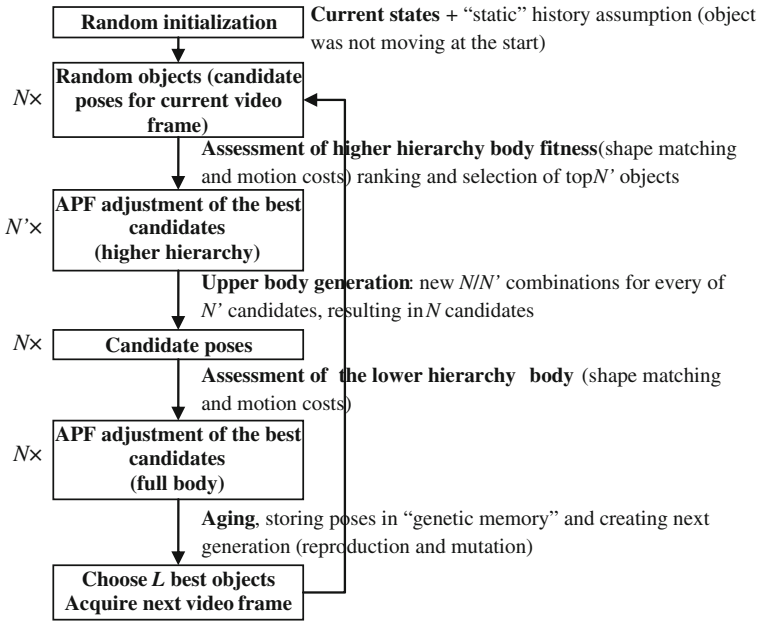 Random initialization
Current states + “static” history assumption (object
was not moving at the start)
N×
Random objects (candidate
poses for current video
frame)
Assessment of higher hierarchy body fitness(shape matching
and motion costs) ranking and selection of topN’ objects
N’×
APF adjustment of the best
candidates
(higher hierarchy)
Upper body generation: new N/N’ combinations for every of
N’ candidates, resulting in N candidates
N×
Candidate poses
Assessment of the lower hierarchy body (shape matching
and motion costs)
N×
APF adjustment of the best
candidates
(full body)
Aging, storing poses in “genetic memory” and creating next
generation (reproduction and mutation)
Choose L best objects
Acquire next video frame